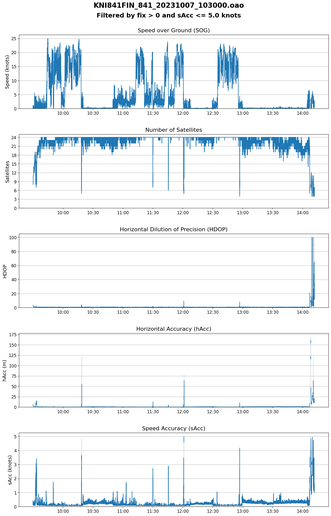 KNI841FIN_841_20231007_103000.oao
Filtered by fix > 0 and sAcc <= 5.0 knots
Speed over Ground (SOG)
Speed (knots)
25
20
15
10
5
0
10:00 10:30 11:00 11:30 12:00 12:30 13:00 13:30 14:00
Number of Satellites
Satellites
24
21
18
15
12
9
6
3
0
10:00 10:30 11:00 11:30 12:00 12:30 13:00 13:30 14:00
Horizontal Dilution of Precision (HDOP)
HDOP
100
80
60
40
20
0
10:00 10:30 11:00 11:30 12:00 12:30 13:00 13:30 14:00
Horizontal Accuracy (hAcc)
hAcc (m)
175
150
125
100
75
50
25
0
10:00 10:30 11:00 11:30 12:00 12:30 13:00 13:30 14:00
Speed Accuracy (sAcc)
sAcc (knots)
5
4
3
2
1
0
10:00 10:30 11:00 11:30 12:00 12:30 13:00 13:30 14:00